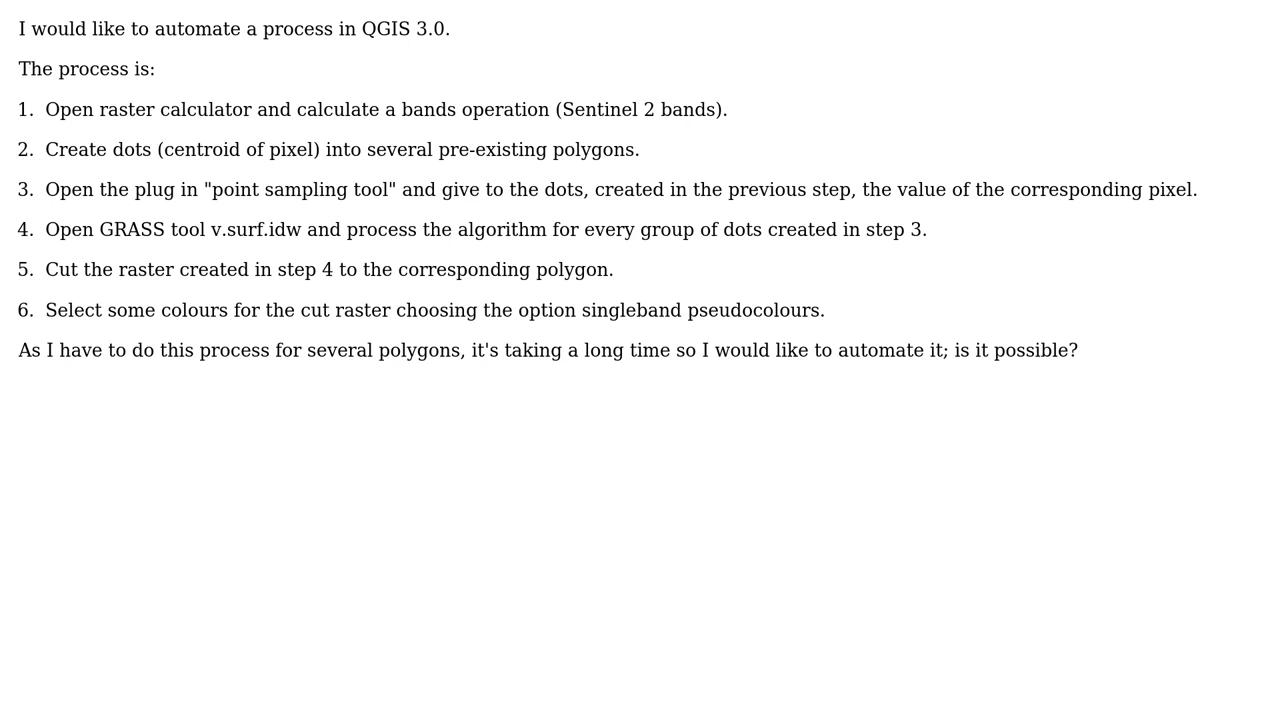 I would like to automate a process in QGIS 3.0.
The process is:
1. Open raster calculator and calculate a bands operation (Sentinel 2 bands).
2. Create dots (centroid of pixel) into several pre-existing polygons.
3. Open the plug in "point sampling tool" and give to the dots, created in the previous step, the value of the corresponding pixel.
4. Open GRASS tool v.surf.idw and process the algorithm for every group of dots created in step 3.
5. Cut the raster created in step 4 to the corresponding polygon.
6. Select some colours for the cut raster choosing the option singleband pseudocolours.
As I have to do this process for several polygons, it's taking a long time so I would like to automate it; is it possible?